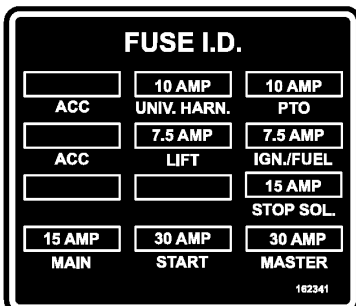 FUSE I.D.
10 AMP 10 AMP
ACC UNIV. HARN. PTO
7.5 AMP 7.5 AMP
ACC LIFT IGN./FUEL
15 AMP
STOP SOL.
15 AMP 30 AMP 30 AMP
MAIN START MASTER
162341